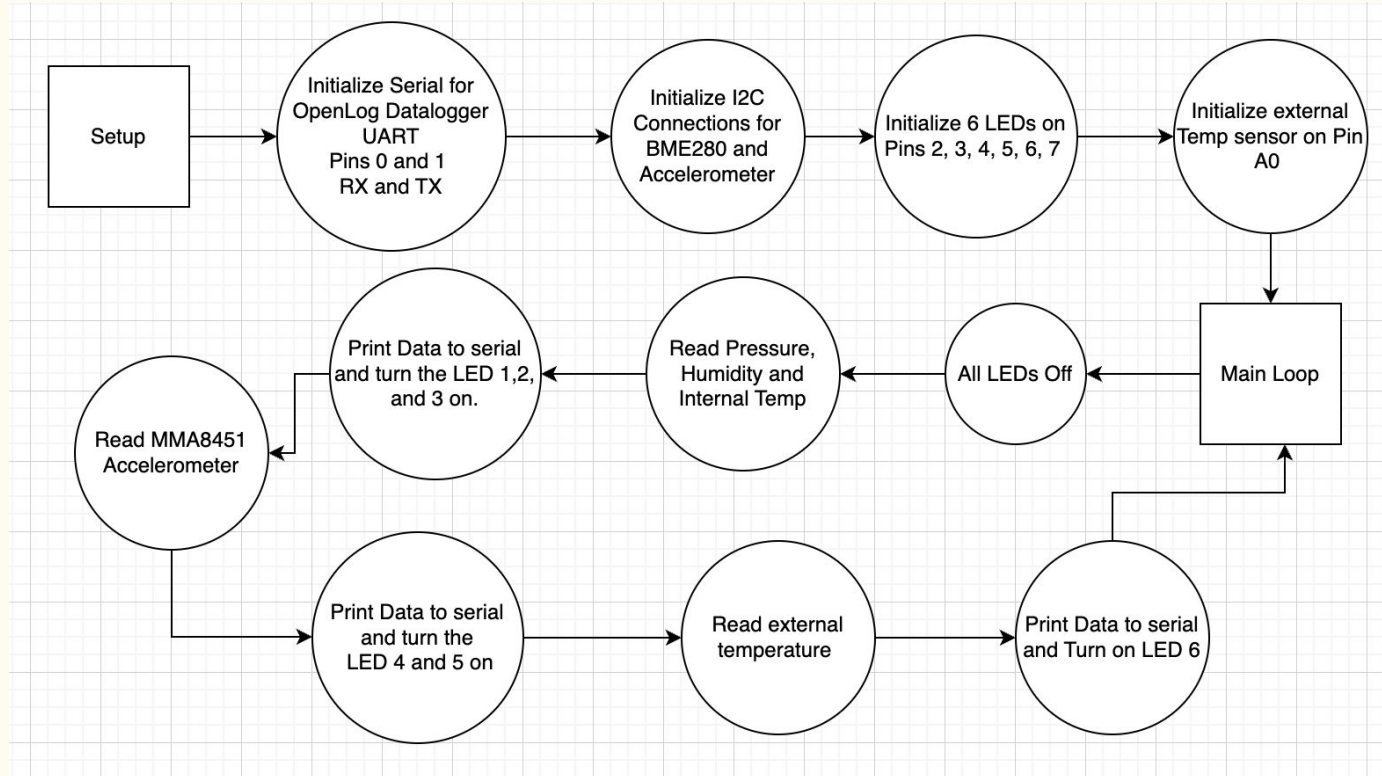 Setup
Initialize Serial for
OpenLog Datalogger
UART
Pins 0 and 1
RX and TX
Initialize I2C
Connections for
BME280 and
Accelerometer
Initialize 6 LEDs on
Pins 2, 3, 4, 5, 6, 7
Initialize external
Temp sensor on Pin
A0
Main Loop
All LEDs Off
Read Pressure,
Humidity and
Internal Temp
Print Data to serial
and turn the LED 1,2,
and 3 on.
Read MMA8451
Accelerometer
Print Data to serial
and turn the
LED 4 and 5 on
Read external
temperature
Print Data to serial
and Turn on LED 6